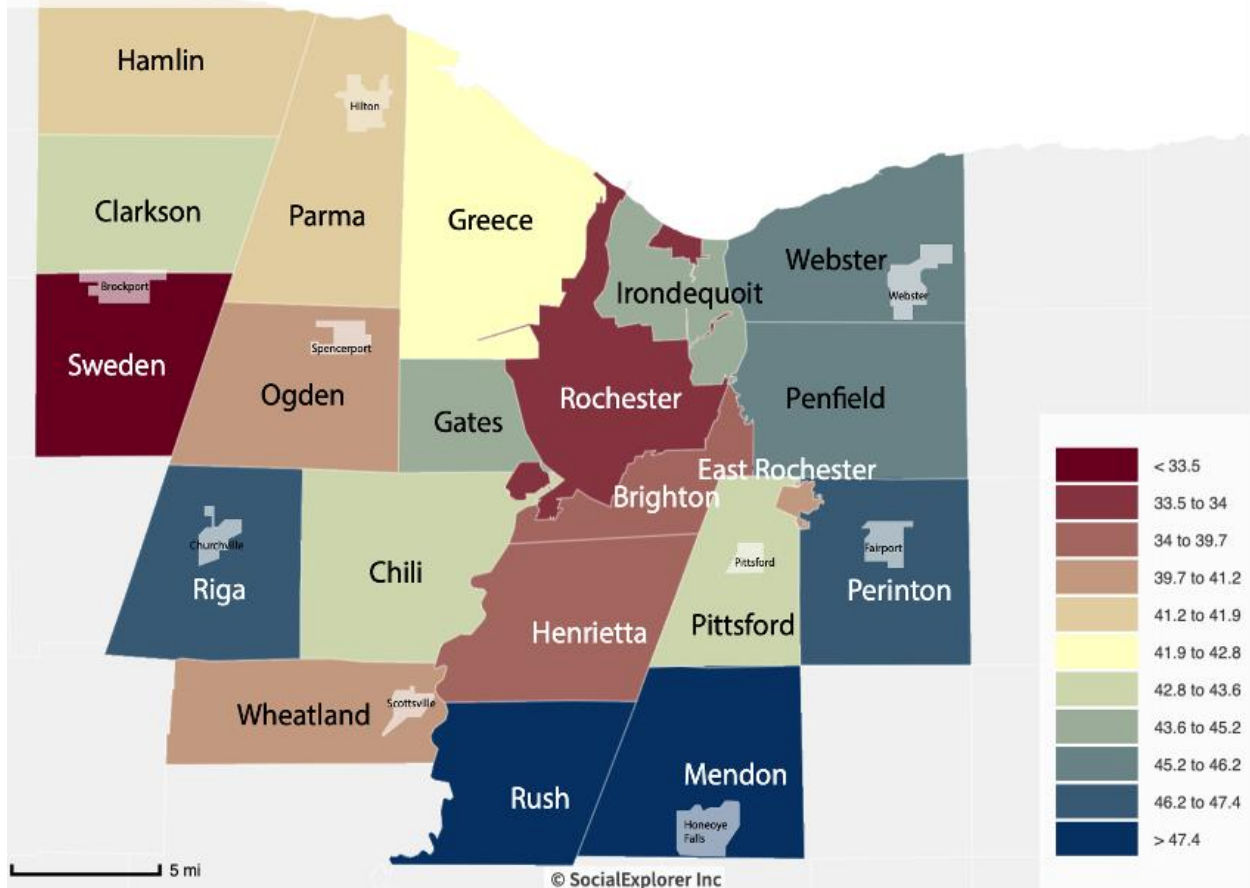 Hamlin
Hilton
Clarkson
Parma
Greece
Webster
Webster
Brockport
Irondequoit
Spencerport
Sweden
Ogden
Gates
Rochester
Penfield
East Rochester
Brighton
Churchville
Riga
Chili
Pittsford
Fairport
Perinton
Henrietta
Pittsford
Wheatland
Scottsville
Rush
Mendon
Honeoye
Falls
< 33.5
33.5 to 34
34 to 39.7
39.7 to 41.2
41.2 to 41.9
41.9 to 42.8
42.8 to 43.6
43.6 to 45.2
45.2 to 46.2
46.2 to 47.4
> 47.4
5 mi
© SocialExplorer Inc